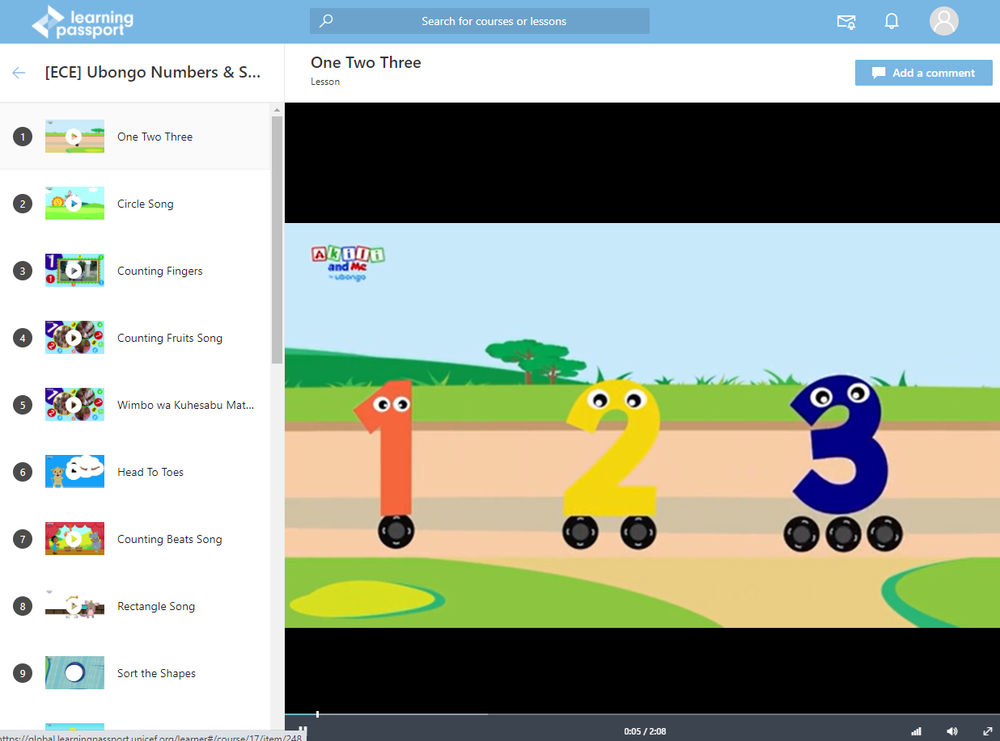 learning
passport
Search for courses or lessons
[ECE] Ubongo Numbers & S...
One Two Three
Lesson
Add a comment
1
One Two Three
2
Circle Song
3
Counting Fingers
4
Counting Fruits Song
5
Wimbo wa Kuhesabu Mat...
6
Head To Toes
7
Counting Beats Song
8
Rectangle Song
9
Sort the Shapes
Akili
and Me
by ubongo
1 2 3
0:05 / 2:08
https://global.learningpassport.unicef.org/learner#/course/17/item/248